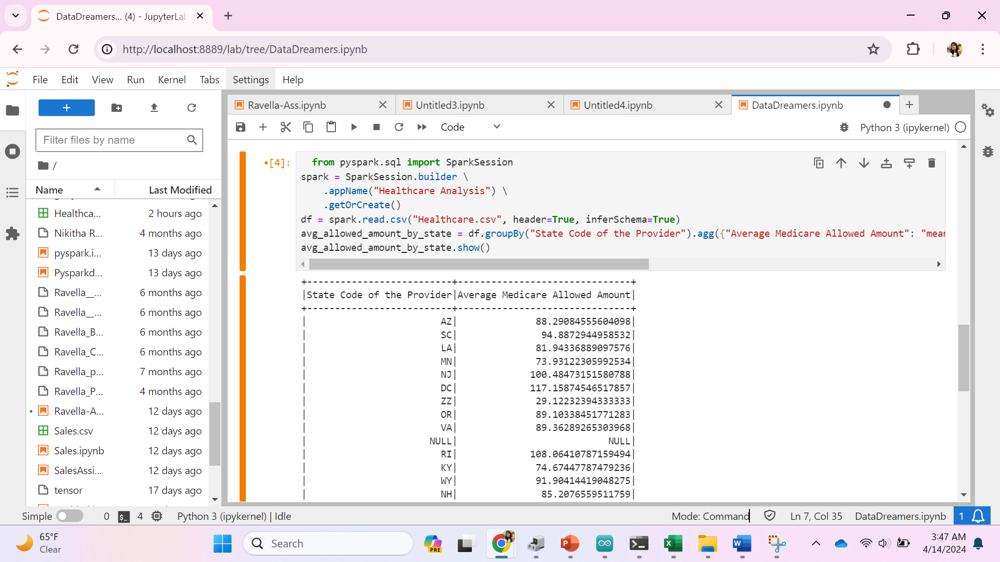 DataDreamers... (4) - JupyterLab
http://localhost:8889/lab/tree/DataDreamers.ipynb
File Edit View Run Kernel Tabs Settings Help
Ravella-Ass.ipynb Untitled3.ipynb Untitled4.ipynb DataDreamers.ipynb
Code Python 3 (ipykernel)
Filter files by name
/
Name Last Modified
Healthca... 2 hours ago
Nikitha R... 4 months ago
pyspark.i... 13 days ago
Pysparkd... 13 days ago
Ravella__... 6 months ago
Ravella__... 6 months ago
Ravella_B... 6 months ago
Ravella_C... 6 months ago
Ravella_p... 7 months ago
Ravella_P... 4 months ago
Ravella-A... 12 days ago
Sales.csv 12 days ago
Sales.ipynb 12 days ago
SalesAssi... 12 days ago
tensor 17 days ago
•[4]:
from pyspark.sql import SparkSession
spark = SparkSession.builder \
.appName("Healthcare Analysis") \
.getOrCreate()
df = spark.read.csv("Healthcare.csv", header=True, inferSchema=True)
avg_allowed_amount_by_state = df.groupBy("State Code of the Provider").agg({"Average Medicare Allowed Amount": "mean
avg_allowed_amount_by_state.show()
+--------------------------+-------------------------------+
|State Code of the Provider|Average Medicare Allowed Amount|
+--------------------------+-------------------------------+
| AZ| 88.29084555604098|
| SC| 94.8872944958532|
| LA| 81.94336889097576|
| MN| 73.93122305992534|
| NJ| 100.48473151580788|
| DC| 117.15874546517857|
| ZZ| 29.12232394333333|
| OR| 89.10338451771283|
| VA| 89.36289265303968|
| NULL| NULL|
| RI| 108.06410787159494|
| KY| 74.67447787479236|
| WY| 91.90414419048275|
| NH| 85.2076559511759|
Simple 0 $_ 4 Python 3 (ipykernel) | Idle Mode: Command Ln 7, Col 35 DataDreamers.ipynb 1
65°F
Clear
Search
PRE
3:47 AM
4/14/2024